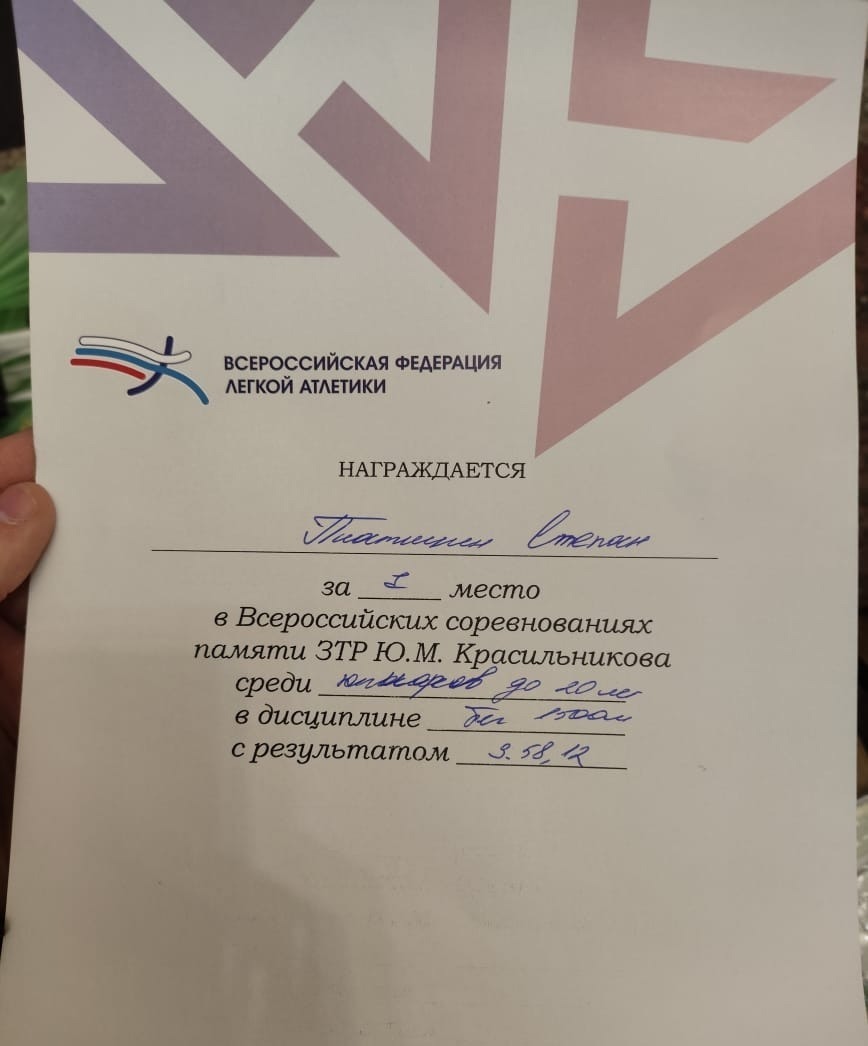 ВСЕРОССИЙСКАЯ ФЕДЕРАЦИЯ
ЛЕГКОЙ АТЛЕТИКИ
НАГРАЖДАЕТСЯ
Степан
за I место
в Всероссийских соревнованиях
памяти ЗТР Ю.М. Красильникова
среди юниоров до 20 лет
в дисциплине бег 1500м
с результатом 3.58,12